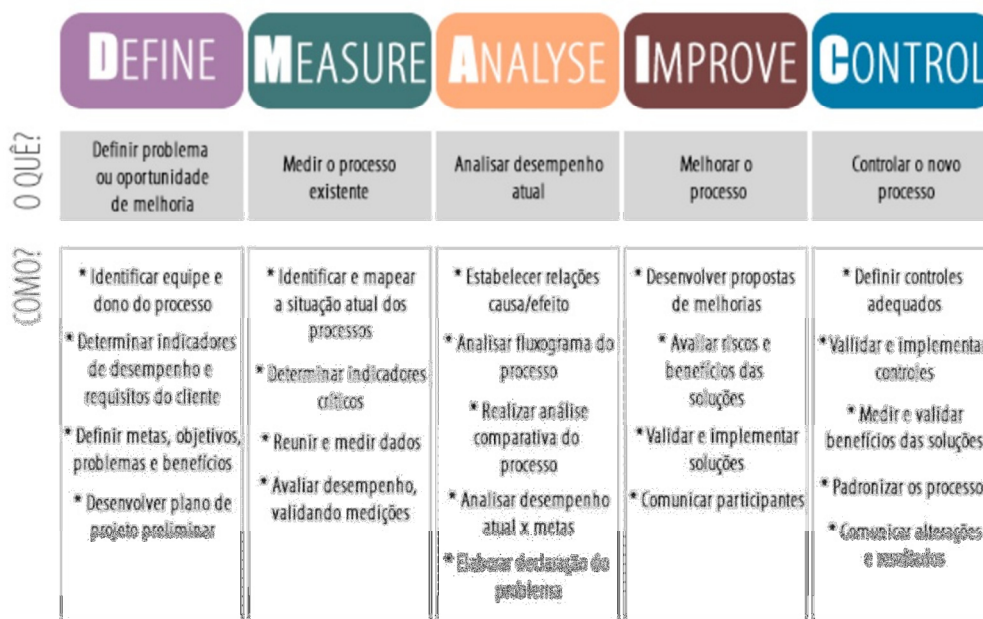 DEFINE
MEASURE
ANALYSE
IMPROVE
CONTROL
O QUÊ?
Definir problema
ou oportunidade
de melhoria
Medir o processo
existente
Analisar desempenho
atual
Melhorar o
processo
Controlar o novo
processo
COMO?
* Identificar equipe e
dono do processo
* Determinar indicadores
de desempenho e
requisitos do cliente
* Definir metas, objetivos,
problemas e benefícios
* Desenvolver plano de
projeto preliminar
* Identificar e mapear
a situação atual dos
processos
* Determinar indicadores
críticos
* Reunir e medir dados
* Avaliar desempenho,
validando medições
* Estabelecer relações
causa/efeito
* Analisar fluxograma do
processo
* Realizar análise
comparativa do
processo
* Analisar desempenho
atual x metas
* Elaborar declaração do
problema
* Desenvolver propostas
de melhorias
* Avaliar riscos e
benefícios das
soluções
* Validar e implementar
soluções
* Comunicar participantes
* Definir controles
adequados
* Vallidar e implementar
controles
* Medir e validar
benefícios das soluções
* Padronizar os processo
* Comunicar alterações
e resultados